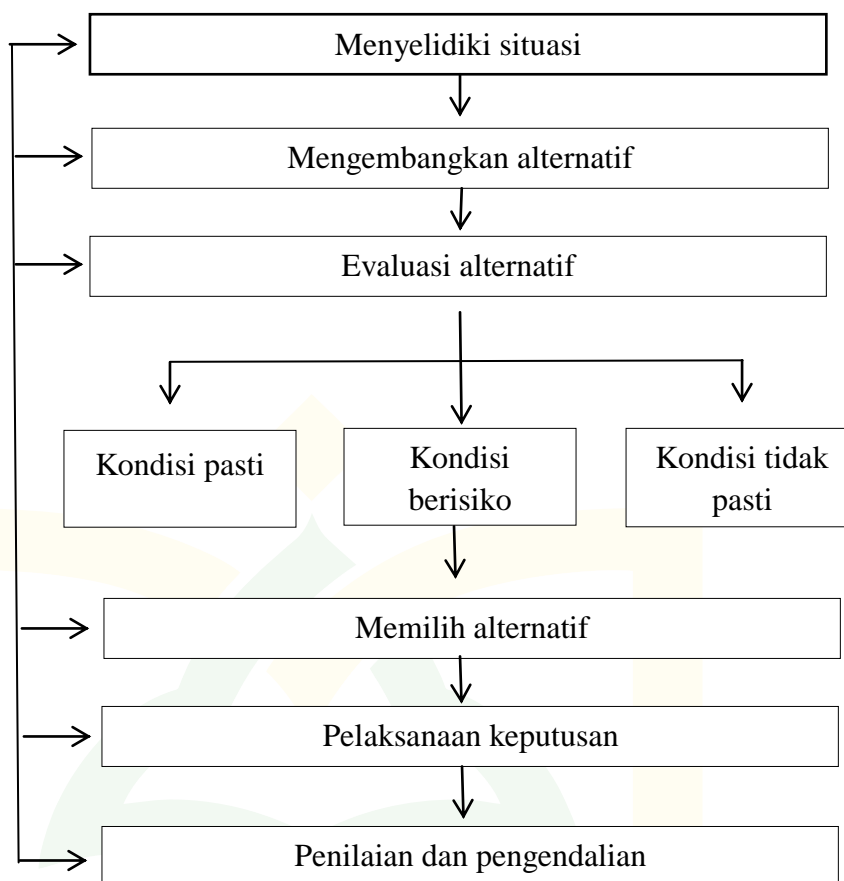 Menyelidiki situasi
Mengembangkan alternatif
Evaluasi alternatif
Kondisi pasti
Kondisi
berisiko
Kondisi tidak
pasti
Memilih alternatif
Pelaksanaan keputusan
Penilaian dan pengendalian